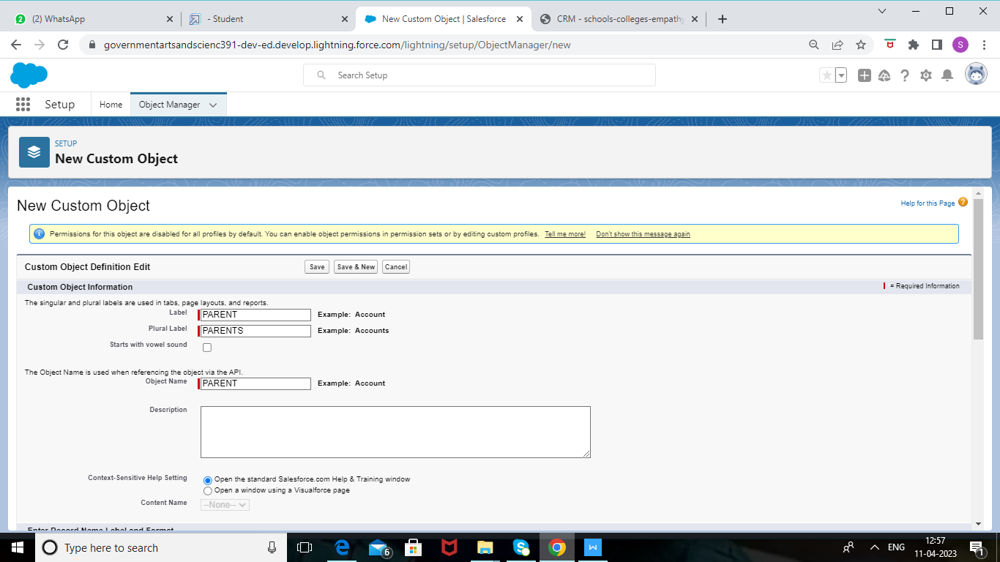 2 (2) WhatsApp - Student New Custom Object | Salesforce CRM - schools-colleges-empathy
governmentartsandscienc391-dev-ed.develop.lightning.force.com/lightning/setup/ObjectManager/new S
Search Setup
Setup Home Object Manager
SETUP
New Custom Object
New Custom Object
Help for this Page ?
i Permissions for this object are disabled for all profiles by default. You can enable object permissions in permission sets or by editing custom profiles. Tell me more! Don't show this message again
Custom Object Definition Edit Save Save & New Cancel
Custom Object Information = Required Information
The singular and plural labels are used in tabs, page layouts, and reports.
Label PARENT Example: Account
Plural Label PARENTS Example: Accounts
Starts with vowel sound
The Object Name is used when referencing the object via the API.
Object Name PARENT Example: Account
Description
Context-Sensitive Help Setting Open the standard Salesforce.com Help & Training window
Open a window using a Visualforce page
Content Name --None--
Enter Record Name Label and Format
Type here to search 6 ENG 12:57
11-04-2023 1